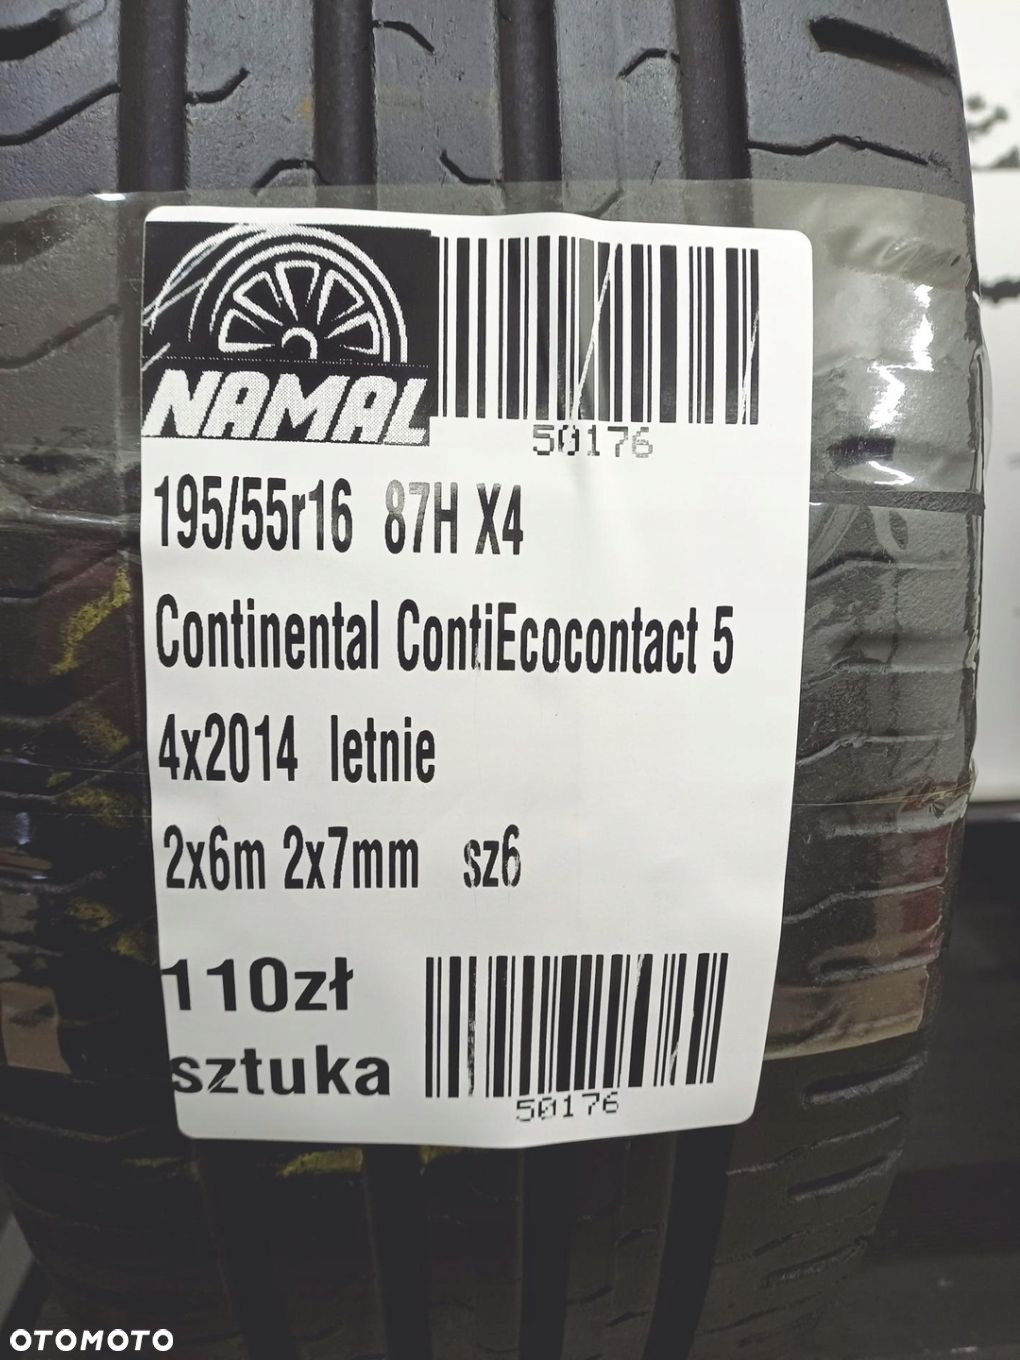 NAMAL
50176
195/55r16 87H X4
Continental ContiEcocontact 5
4x2014 letnie
2x6m 2x7mm sz6
110zł
sztuka
50176
OTOMOTO